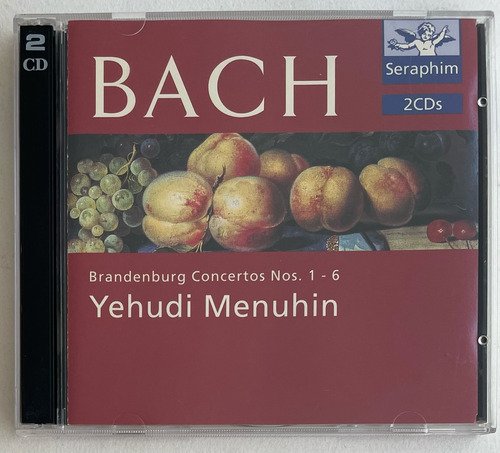 2
CD
BACH
Seraphim
2CDs
Brandenburg Concertos Nos. 1 - 6
Yehudi Menuhin